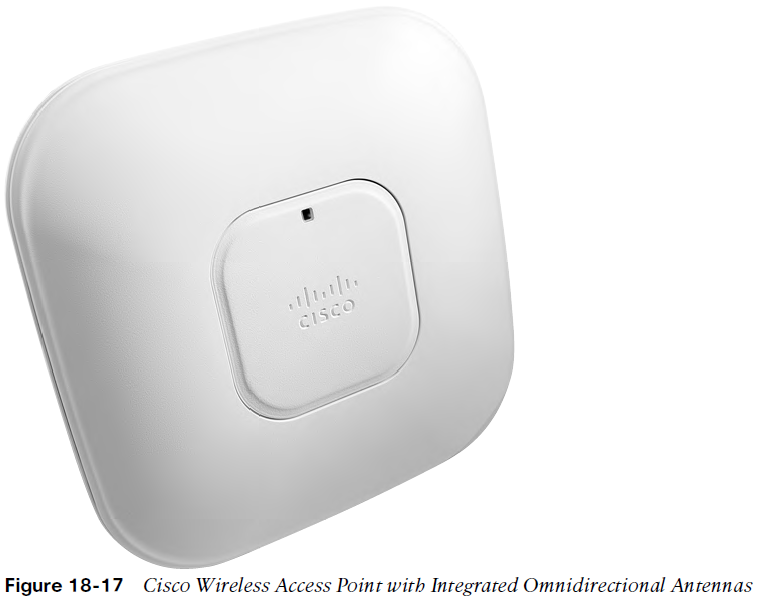 CISCO
Figure 18-17 Cisco Wireless Access Point with Integrated Omnidirectional Antennas